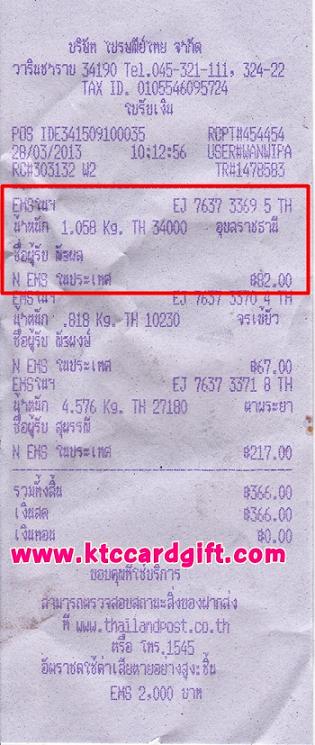 บริษัท ไปรษณีย์ไทย จำกัด
วารินชำราบ 34190 Tel.045-321-111, 324-22
TAX ID. 0105546095724
ใบรับเงิน
POS IDE341509100035 RCPT#454454
28/03/2013 10:12:56 USER#WANWIPA
RC#303132 W2 TR#1478583
EMSในฯ EJ 7637 3369 5 TH
น้ำหนัก 1.058 Kg. TH 34000 อุบลราชธานี
ชื่อผู้รับ
N EMS ในประเทศ ฿82.00
EMSในฯ EJ 7637 3370 4 TH
น้ำหนัก .818 Kg. TH 10230 จรเข้บัว
ชื่อผู้รับ
N EMS ในประเทศ ฿67.00
EMSในฯ EJ 7637 3371 8 TH
น้ำหนัก 4.576 Kg. TH 27180 ตาพระยา
ชื่อผู้รับ สุพรรณี
N EMS ในประเทศ ฿217.00
รวมทั้งสิ้น ฿366.00
เงินสด ฿366.00
เงินทอน ฿0.00
www.ktccardgift.com
ขอบคุณที่ใช้บริการ
สามารถตรวจสอบสถานะสิ่งของฝากส่ง
ที่ www.thailandpost.co.th
หรือ โทร.1545
อัตราชดใช้ค่าเสียหายอย่างสูง:ชิ้น
EMS 2,000 บาท